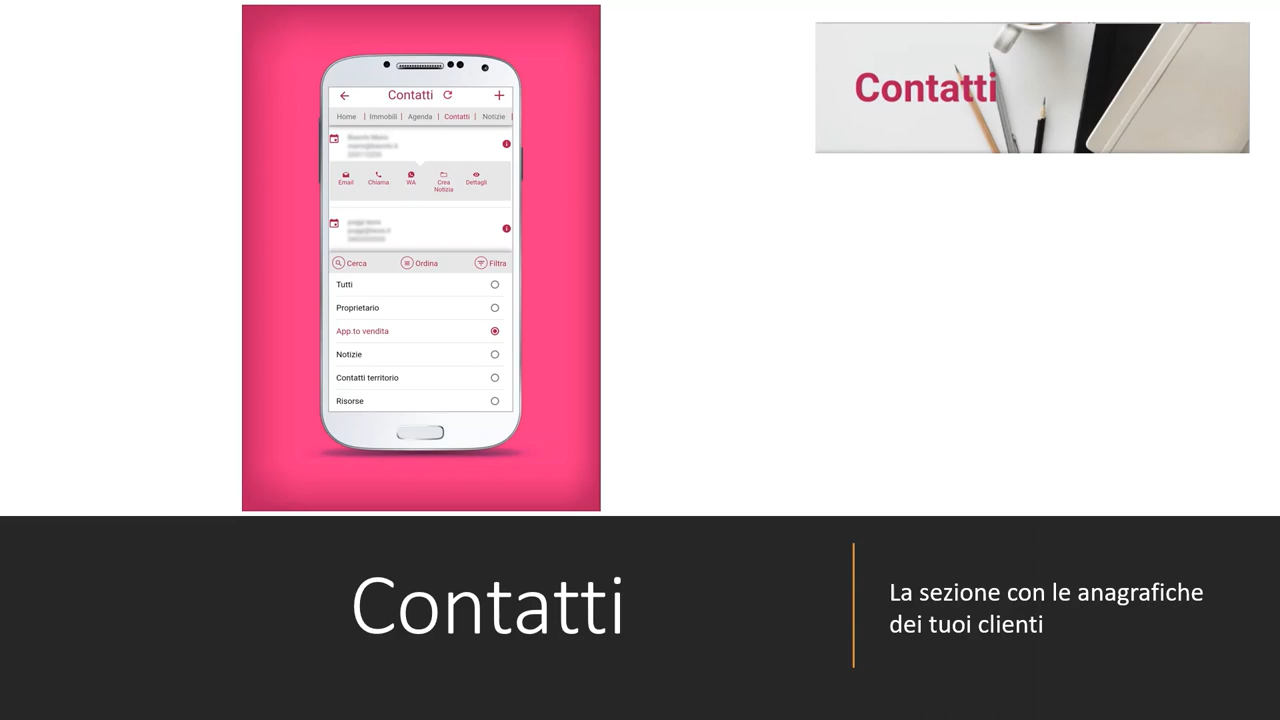 Contatti
Home | Immobili | Agenda | Contatti | Notizie |
Email Chiama WA Crea Notizia Dettagli
Cerca Ordina Filtra
Tutti
Proprietario
App.to vendita
Notizie
Contatti territorio
Risorse
Contatti
Contatti
La sezione con le anagrafiche
dei tuoi clienti